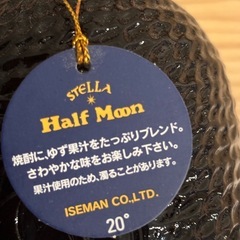 STELLA
Half Moon
焼酎に、ゆず果汁をたっぷりブレンド。
さわやかな味をお楽しみ下さい。
果汁使用のため、濁ることがあります。
ISEMAN CO.,LTD.
20°